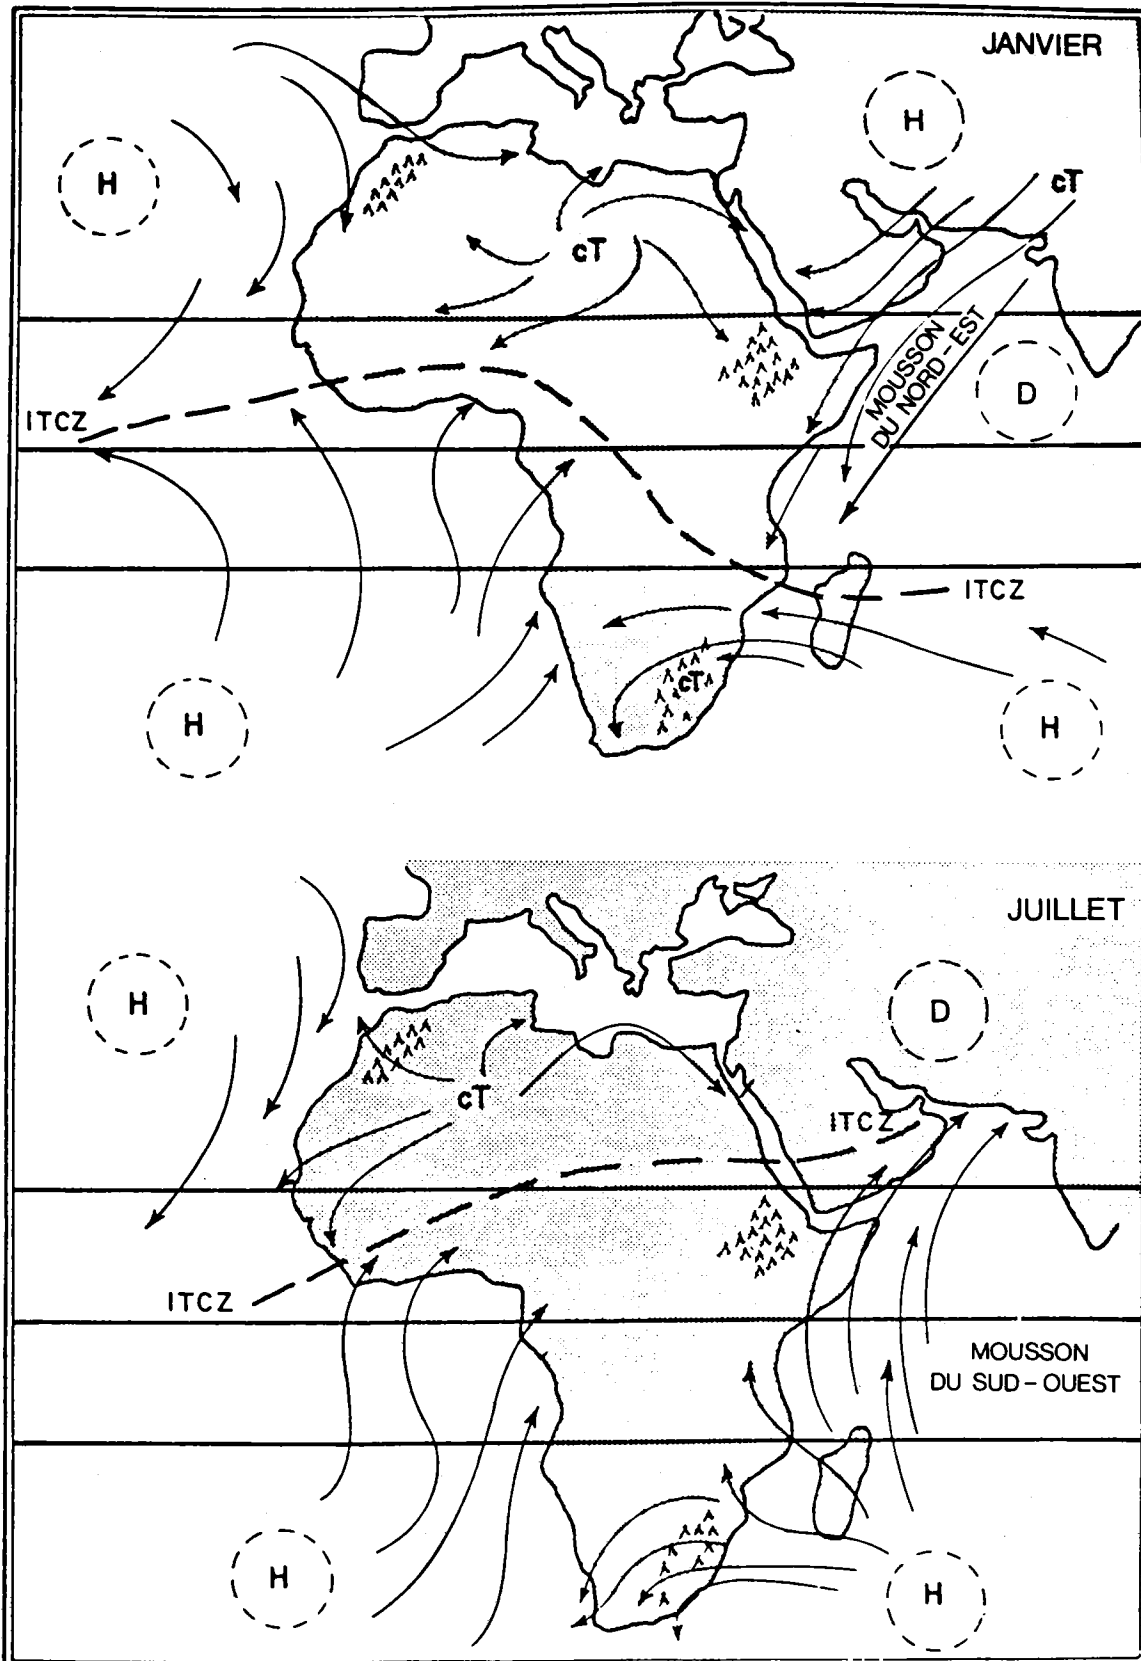 JANVIER
H
H
cT
cT
MOUSSON
DU NORD-EST
D
ITCZ
ITCZ
cT
H
H
JUILLET
H
D
cT
ITCZ
ITCZ
MOUSSON
DU SUD-OUEST
H
H